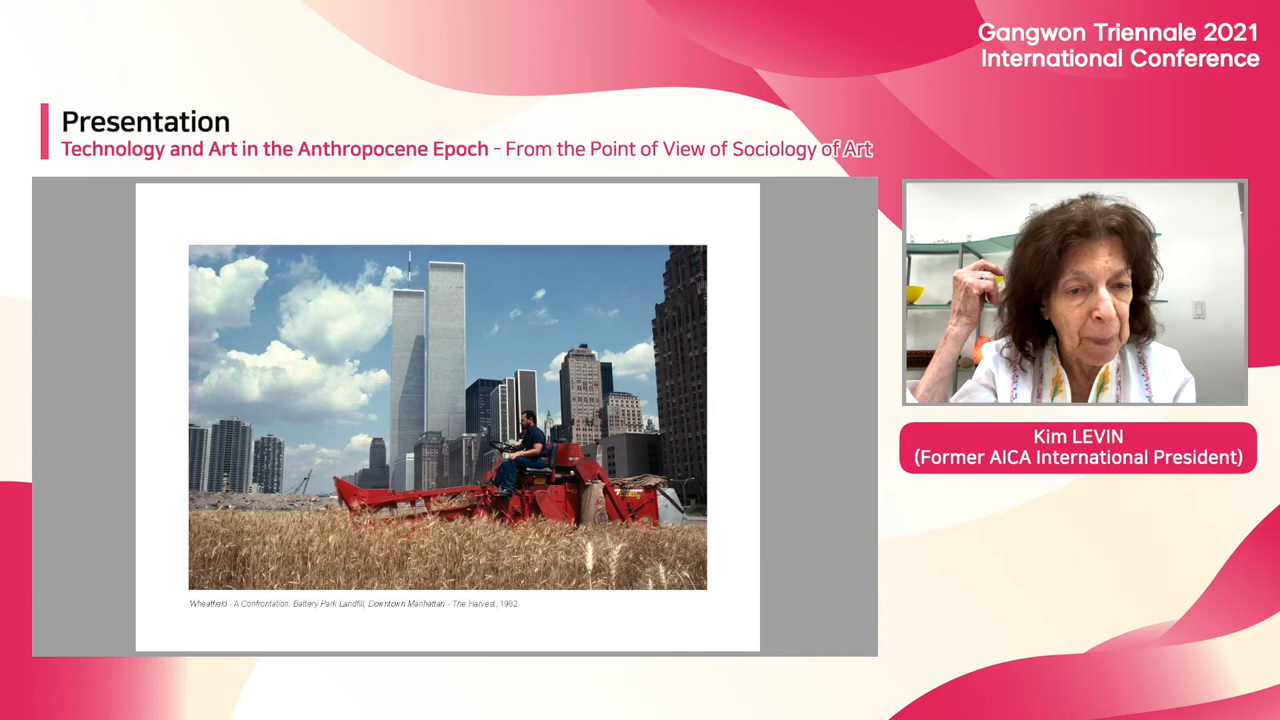 Gangwon Triennale 2021
International Conference
Presentation
Technology and Art in the Anthropocene Epoch - From the Point of View of Sociology of Art
Wheatfield - A Confrontation: Battery Park Landfill, Downtown Manhattan - The Harvest, 1982
Kim LEVIN
(Former AICA International President)